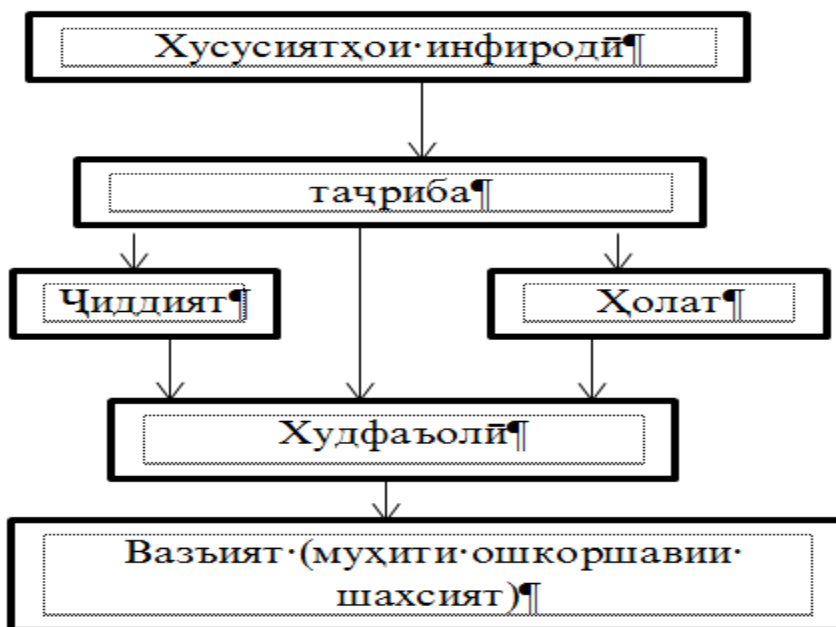 Хусусиятҳои·инфиродӣ¶
таҷриба¶
Ҷиддият¶
Ҳолат¶
Худфаъолӣ¶
Вазъият·(муҳити·ошкоршавии·
шахсият)¶